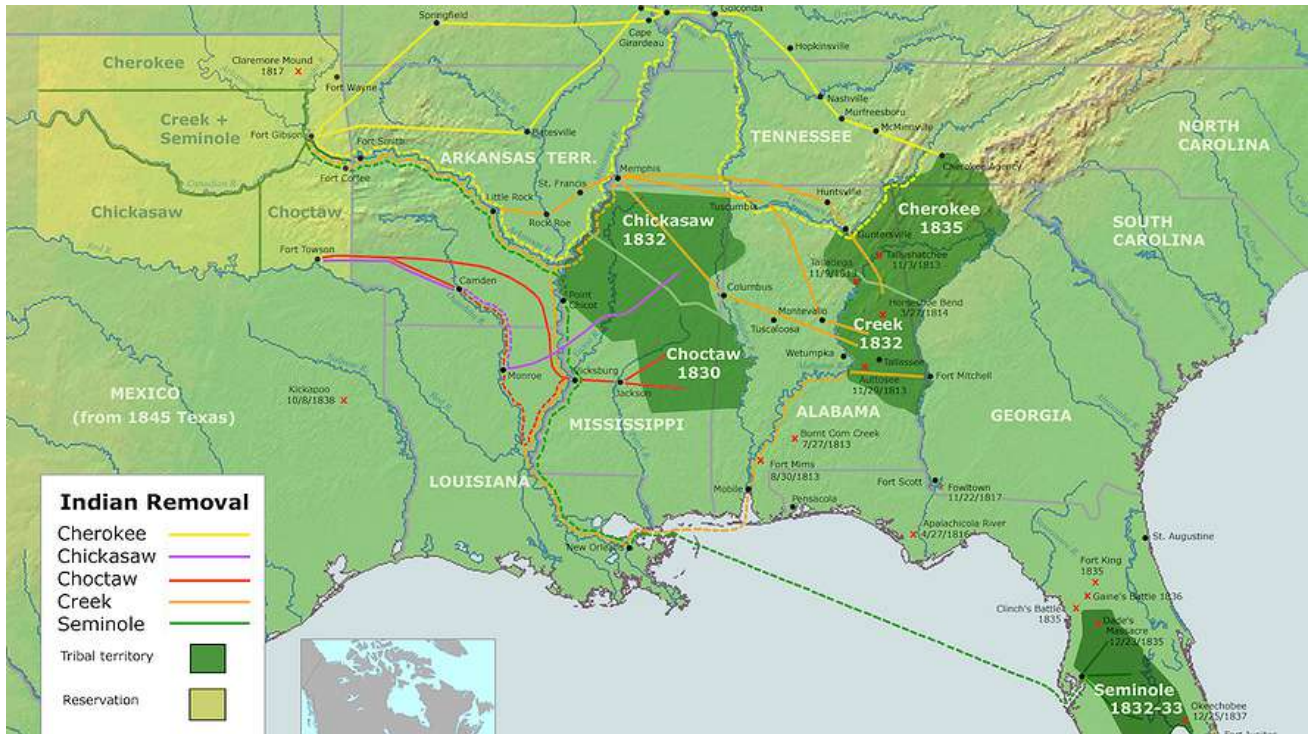 Springfield
Cape
Girardeau
Golconda
Hopkinsville
Cherokee
Claremore Mound
1817
Fort Wayne
Nashville
Murfreesboro
McMinnville
Creek +
Seminole
Fort Gibson
Batesville
TENNESSEE
NORTH
CAROLINA
Fort Smith
ARKANSAS TERR.
Cherokee Agency
Fort Coffee
Memphis
St. Francis
Canadian R.
Little Rock
Huntsville
Tuscumbia
Rock Roe
Chickasaw
Choctaw
Chickasaw
1832
Cherokee
1835
SOUTH
CAROLINA
Guntersville
Red R.
Fort Towson
Tallushatchee
11/3/1813
Talladega
11/9/1813
Camden
Columbus
Point
Chicot
Horseshoe Bend
3/27/1814
Montevallo
Tuscaloosa
Creek
1832
Choctaw
1830
Wetumpka
Tallassee
Monroe
Vicksburg
Jackson
Autosee
11/29/1813
Fort Mitchell
MEXICO
(from 1845 Texas)
Kickapoo
10/8/1838
ALABAMA
GEORGIA
MISSISSIPPI
Burnt Corn Creek
7/27/1813
Fort Mims
8/30/1813
LOUISIANA
Fort Scott
Fowltown
11/22/1817
Mobile
Pensacola
Apalachicola River
4/27/1816
New Orleans
St. Augustine
Fort King
1835
Gaine's Battle 1836
Clinch's Battle
1835
Dade's
Massacre
12/23/1835
Seminole
1832-33
Okeechobee
12/25/1837
Fort Jupiter
Indian Removal
Cherokee
Chickasaw
Choctaw
Creek
Seminole
Tribal territory
Reservation